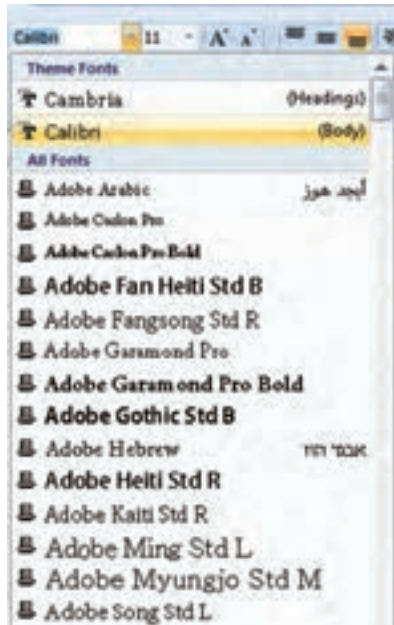 Calibri 11 A A
Theme Fonts
Cambria (Headings)
Calibri (Body)
All Fonts
Adobe Arabic أيجد هوز
Adobe Caslon Pro
Adobe Caslon Pro Bold
Adobe Fan Heiti Std B
Adobe Fangsong Std R
Adobe Garamond Pro
Adobe Garamond Pro Bold
Adobe Gothic Std B
Adobe Hebrew אבגד הוז
Adobe Heiti Std R
Adobe Kaiti Std R
Adobe Ming Std L
Adobe Myungjo Std M
Adobe Song Std L